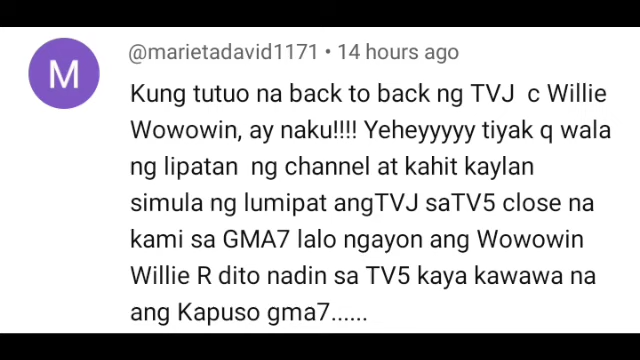 M
@marietadavid1171 • 14 hours ago
Kung tutuo na back to back ng TVJ c Willie
Wowowin, ay naku!!!! Yeheyyyyy tiyak q wala
ng lipatan ng channel at kahit kaylan
simula ng lumipat angTVJ saTV5 close na
kami sa GMA7 lalo ngayon ang Wowowin
Willie R dito nadin sa TV5 kaya kawawa na
ang Kapuso gma7......